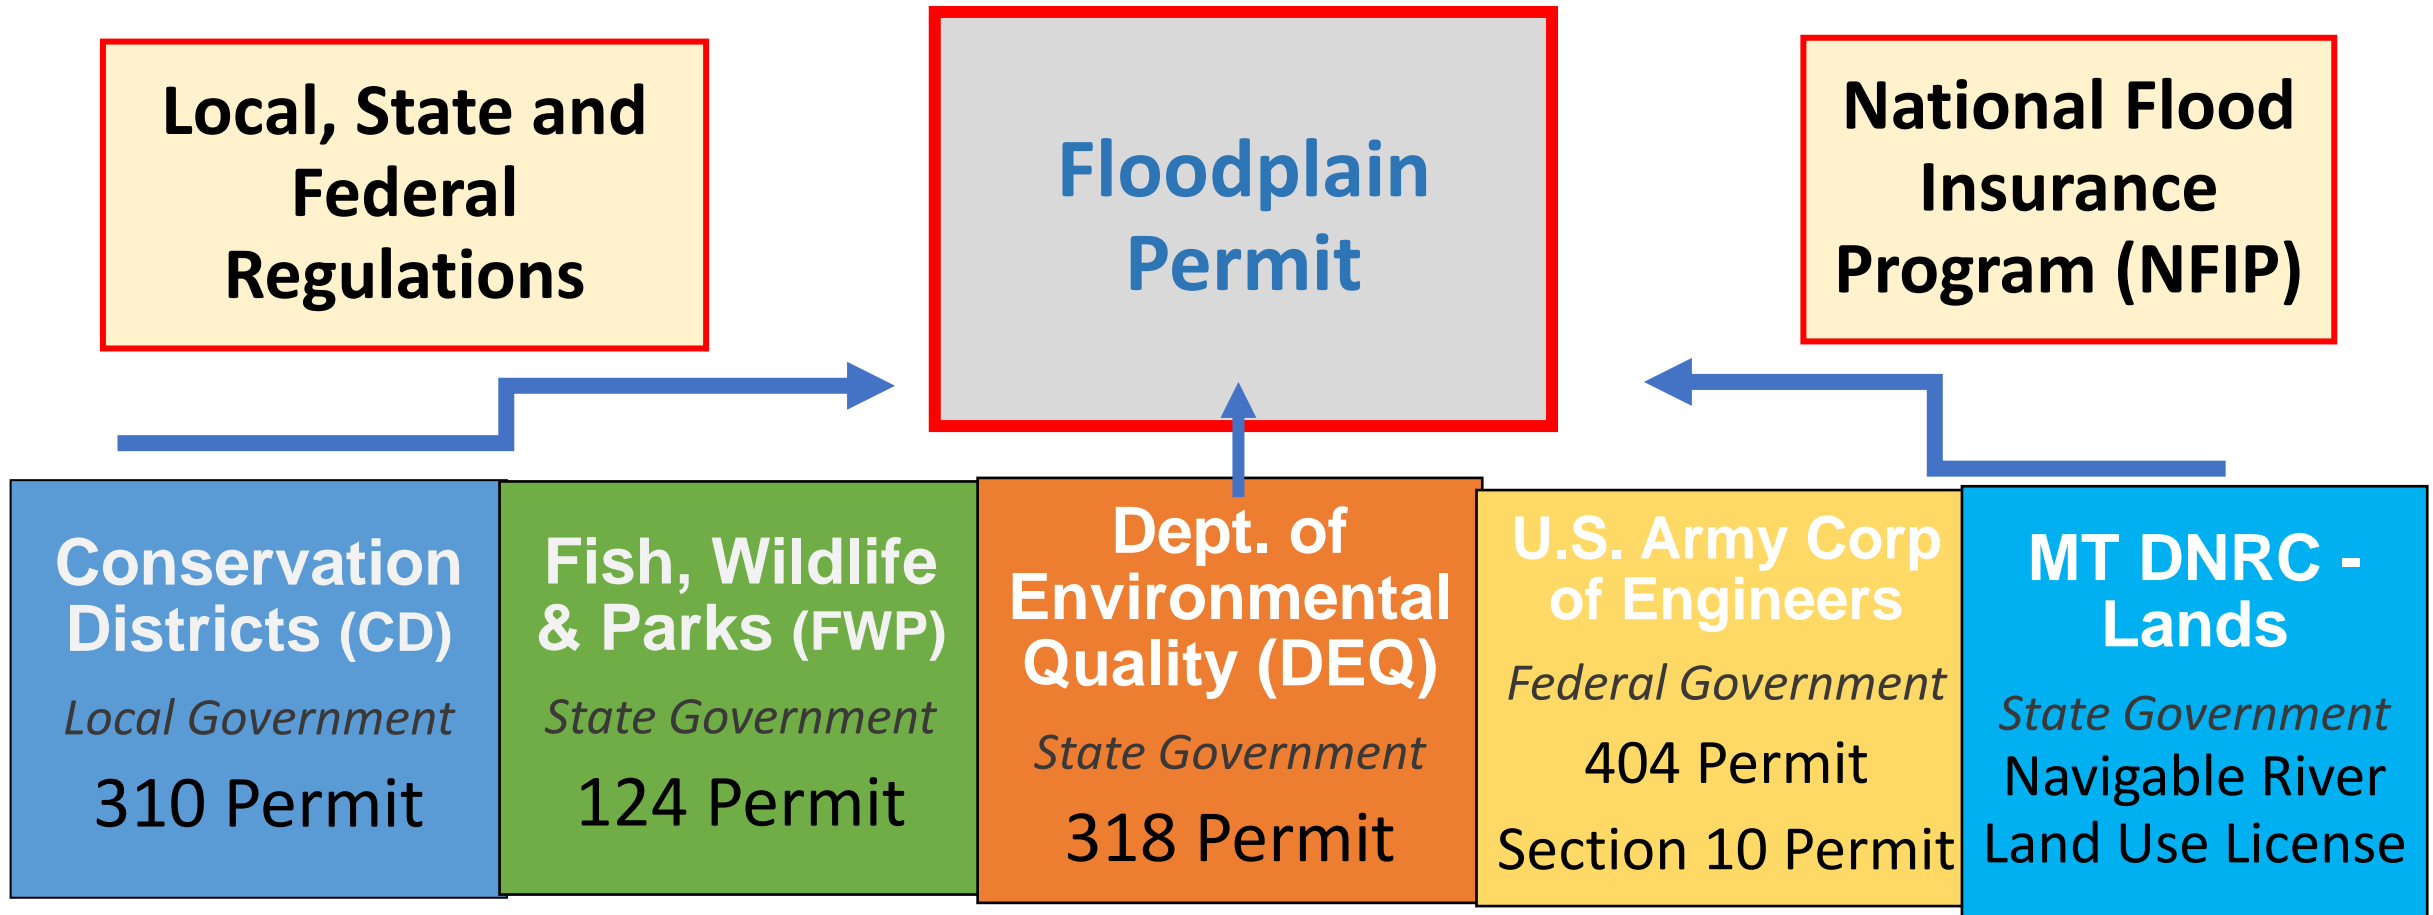 Local, State and
Federal
Regulations
Floodplain
Permit
National Flood
Insurance
Program (NFIP)
Conservation
Districts (CD)
Local Government
310 Permit
Fish, Wildlife
& Parks (FWP)
State Government
124 Permit
Dept. of
Environmental
Quality (DEQ)
State Government
318 Permit
U.S. Army Corp
of Engineers
Federal Government
404 Permit
Section 10 Permit
MT DNRC -
Lands
State Government
Navigable River
Land Use License